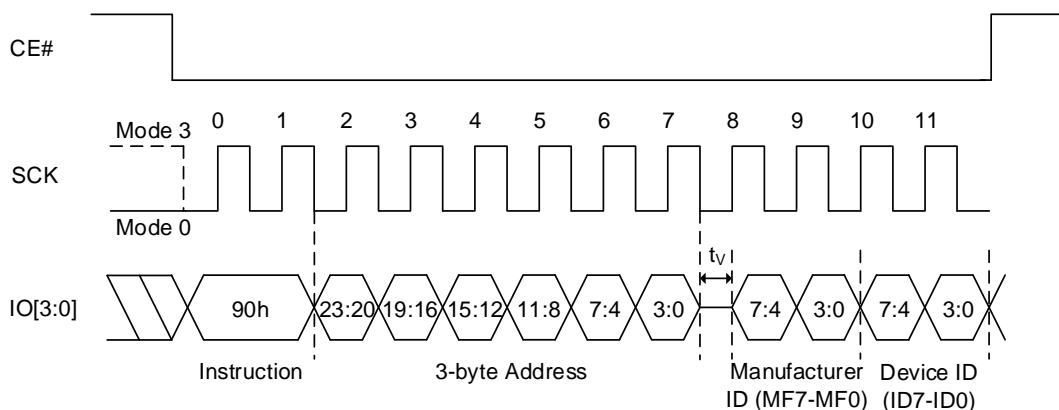 CE#
0 1 2 3 4 5 6 7 8 9 10 11
Mode 3
SCK
Mode 0
tV
IO[3:0]
90h 23:20 19:16 15:12 11:8 7:4 3:0 7:4 3:0 7:4 3:0
Instruction 3-byte Address Manufacturer Device ID
ID (MF7-MF0) (ID7-ID0)